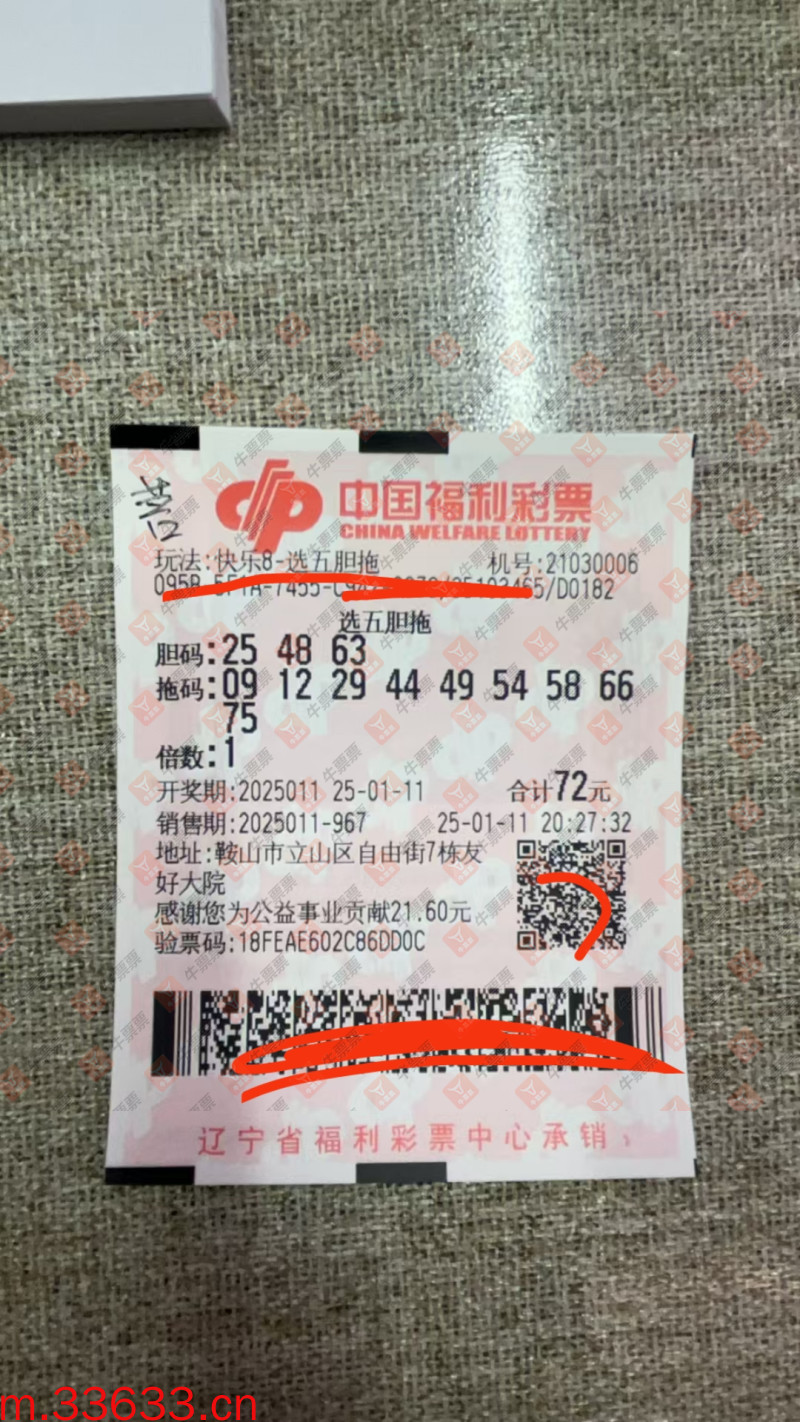 苦
中国福利彩票
CHINA WELFARE LOTTERY
玩法:快乐8-选五胆拖 机号:21030006
65/D0182
选五胆拖
胆码:25 48 63
拖码:09 12 29 44 49 54 58 66
75
倍数:1
开奖期:2025011 25-01-11 合计72元
销售期:2025011-967 25-01-11 20:27:32
地址:鞍山市立山区自由街7栋友
好大院
感谢您为公益事业贡献21.60元
验票码:18FEAE602C86DD0C
辽宁省福利彩票中心承销
牛票票
m.33633.cn